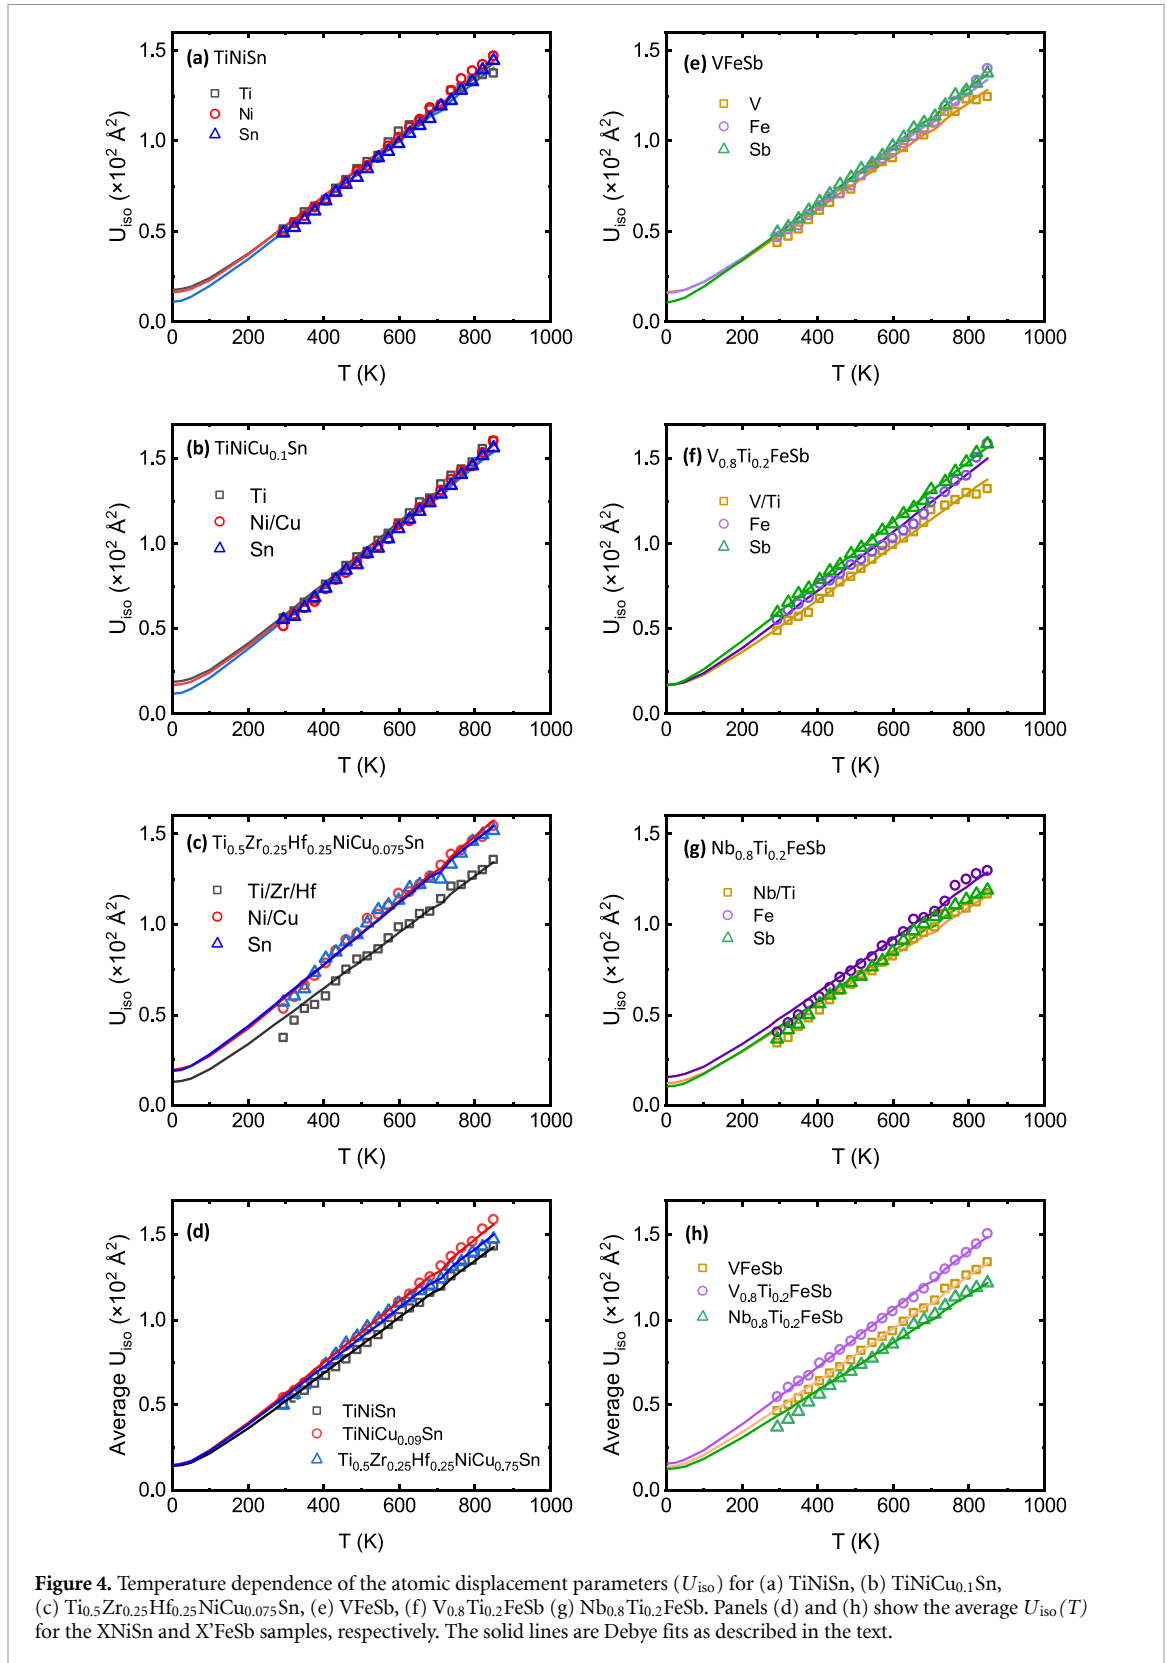 (a) TiNiSn
Ti
Ni
Sn
1.5
1.0
0.5
0.0
U_iso (×10² Å²)
0 200 400 600 800 1000
T (K)
(e) VFeSb
V
Fe
Sb
1.5
1.0
0.5
0.0
U_iso (×10² Å²)
0 200 400 600 800 1000
T (K)
(b) TiNiCu₀.₁Sn
Ti
Ni/Cu
Sn
1.5
1.0
0.5
0.0
U_iso (×10² Å²)
0 200 400 600 800 1000
T (K)
(f) V₀.₈Ti₀.₂FeSb
V/Ti
Fe
Sb
1.5
1.0
0.5
0.0
U_iso (×10² Å²)
0 200 400 600 800 1000
T (K)
(c) Ti₀.₅Zr₀.₂₅Hf₀.₂₅NiCu₀.₀₇₅Sn
Ti/Zr/Hf
Ni/Cu
Sn
1.5
1.0
0.5
0.0
U_iso (×10² Å²)
0 200 400 600 800 1000
T (K)
(g) Nb₀.₈Ti₀.₂FeSb
Nb/Ti
Fe
Sb
1.5
1.0
0.5
0.0
U_iso (×10² Å²)
0 200 400 600 800 1000
T (K)
(d)
TiNiSn
TiNiCu₀.₀₉Sn
Ti₀.₅Zr₀.₂₅Hf₀.₂₅NiCu₀.₇₅Sn
1.5
1.0
0.5
0.0
Average U_iso (×10² Å²)
0 200 400 600 800 1000
T (K)
(h)
VFeSb
V₀.₈Ti₀.₂FeSb
Nb₀.₈Ti₀.₂FeSb
1.5
1.0
0.5
0.0
Average U_iso (×10² Å²)
0 200 400 600 800 1000
T (K)
Figure 4. Temperature dependence of the atomic displacement parameters (U_iso) for (a) TiNiSn, (b) TiNiCu₀.₁Sn,
(c) Ti₀.₅Zr₀.₂₅Hf₀.₂₅NiCu₀.₀₇₅Sn, (e) VFeSb, (f) V₀.₈Ti₀.₂FeSb (g) Nb₀.₈Ti₀.₂FeSb. Panels (d) and (h) show the average U_iso(T)
for the XNiSn and X'FeSb samples, respectively. The solid lines are Debye fits as described in the text.